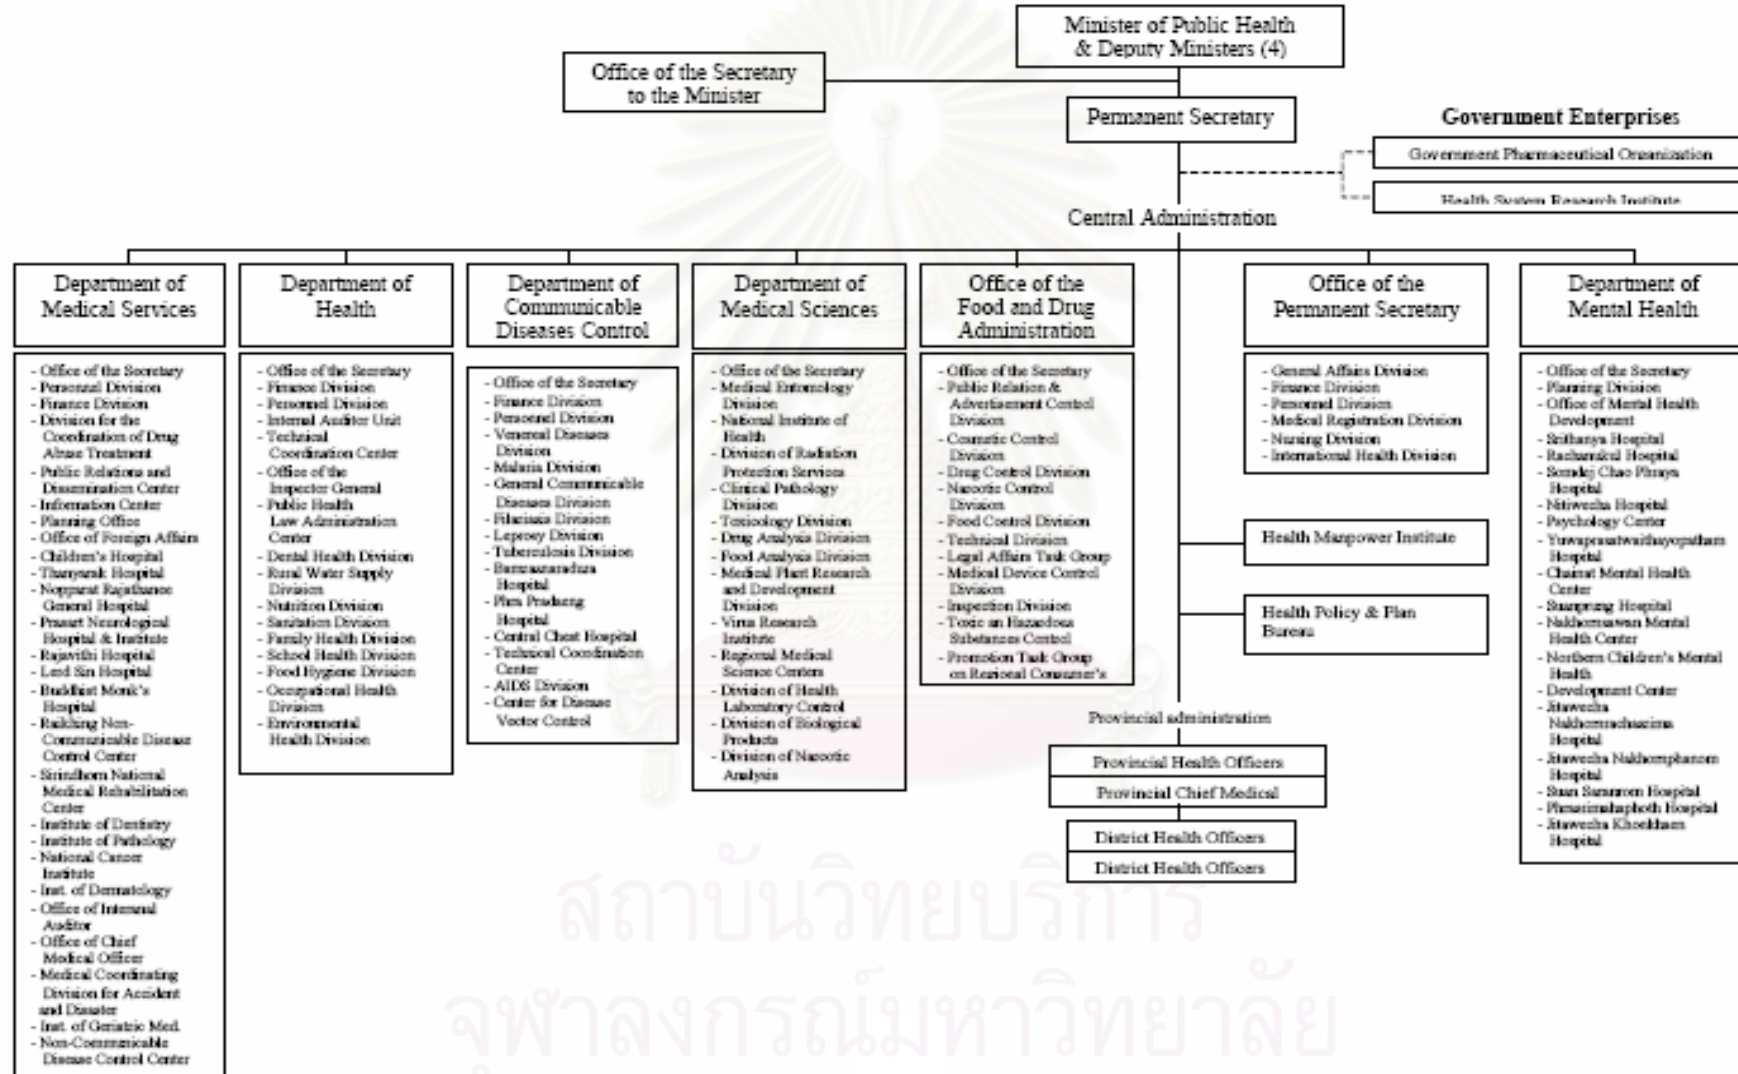 Minister of Public Health
& Deputy Ministers (4)
Office of the Secretary
to the Minister
Permanent Secretary
Government Enterprises
Government Pharmaceutical Organization
Health System Research Institute
Central Administration
Department of
Medical Services
- Office of the Secretary
- Personnel Division
- Finance Division
- Division for the
Coordination of Drug
Abuse Treatment
- Public Relations and
Dissemination Center
- Information Center
- Planning Office
- Office of Foreign Affairs
- Children's Hospital
- Thanyarak Hospital
- Nopparat Rajathanee
General Hospital
- Prasart Neurological
Hospital & Institute
- Rajavithi Hospital
- Lerd Sin Hospital
- Buddhist Monk's
Hospital
- Raikhing Non-
Communicable Disease
Control Center
- Sirindhorn National
Medical Rehabilitation
Center
- Institute of Dentistry
- Institute of Pathology
- National Cancer
Institute
- Inst. of Dermatology
- Office of Internal
Auditor
- Office of Chief
Medical Officer
- Medical Coordinating
Division for Accident
and Disaster
- Inst. of Geriatric Med.
- Non-Communicable
Disease Control Center
Department of
Health
- Office of the Secretary
- Finance Division
- Personnel Division
- Internal Auditor Unit
- Technical
Coordination Center
- Office of the
Inspector General
- Public Health
Law Administration
Center
- Dental Health Division
- Rural Water Supply
Division
- Nutrition Division
- Sanitation Division
- Family Health Division
- School Health Division
- Food Hygiene Division
- Occupational Health
Division
- Environmental
Health Division
Department of
Communicable
Diseases Control
- Office of the Secretary
- Finance Division
- Personnel Division
- Venereal Diseases
Division
- Malaria Division
- General Communicable
Diseases Division
- Filariasis Division
- Leprosy Division
- Tuberculosis Division
Hospital
- Phra Pradaeng
Hospital
- Central Chest Hospital
- Technical Coordination
Center
- AIDS Division
- Center for Disease
Vector Control
Department of
Medical Sciences
- Office of the Secretary
- Medical Entomology
Division
- National Institute of
Health
- Division of Radiation
Protection Services
- Clinical Pathology
Division
- Toxicology Division
- Drug Analysis Division
- Food Analysis Division
- Medical Plant Research
and Development
Division
- Virus Research
Institute
- Regional Medical
Science Centers
- Division of Health
Laboratory Control
- Division of Biological
Products
- Division of Narcotic
Analysis
Office of the
Food and Drug
Administration
- Office of the Secretary
- Public Relation &
Advertisement Control
Division
- Cosmetic Control
Division
- Drug Control Division
- Narcotic Control
Division
- Food Control Division
- Technical Division
- Legal Affairs Task Group
- Medical Device Control
Division
- Inspection Division
- Toxic an Hazardous
Substances Control
- Promotion Task Group
on Regional Consumer's
Office of the
Permanent Secretary
- General Affairs Division
- Finance Division
- Personnel Division
- Medical Registration Division
- Nursing Division
- International Health Division
Health Manpower Institute
Health Policy & Plan
Bureau
Provincial administration
Provincial Health Officers
Provincial Chief Medical
District Health Officers
District Health Officers
Department of
Mental Health
- Office of the Secretary
- Planning Division
- Office of Mental Health
Development
- Srithanya Hospital
- Rachanukul Hospital
- Somdej Chao Phraya
Hospital
- Nitiwecha Hospital
- Psychology Center
- Yuwaprasatwaithayopatham
Hospital
- Chainat Mental Health
Center
- Suanprung Hospital
- Nakhornsawan Mental
Health Center
- Northern Children's Mental
Health
- Development Center
- Jitawecha
Hospital
- Jitawecha Nakhornphanom
Hospital
- Suan Saranrom Hospital
- Phrasrimahaphoth Hospital
- Jitawecha Khonkhaen
Hospital
สถาบันวิทยบริการ
จุฬาลงกรณ์มหาวิทยาลัย